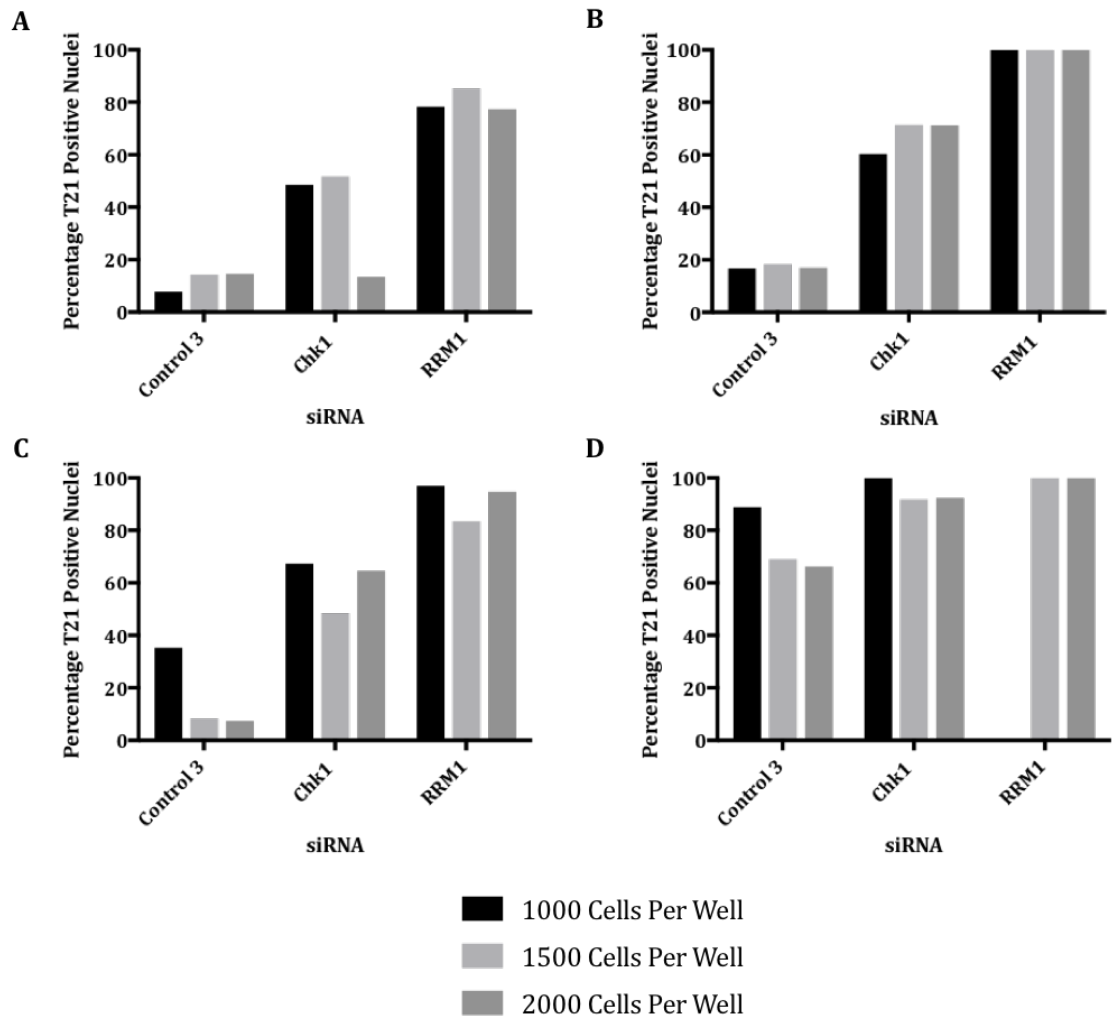 A
Percentage T21 Positive Nuclei
100
80
60
40
20
0
Control 3
Chk1
RRM1
siRNA
B
Percentage T21 Positive Nuclei
100
80
60
40
20
0
Control 3
Chk1
RRM1
siRNA
C
Percentage T21 Positive Nuclei
100
80
60
40
20
0
Control 3
Chk1
RRM1
siRNA
D
Percentage T21 Positive Nuclei
100
80
60
40
20
0
Control 3
Chk1
RRM1
siRNA
1000 Cells Per Well
1500 Cells Per Well
2000 Cells Per Well